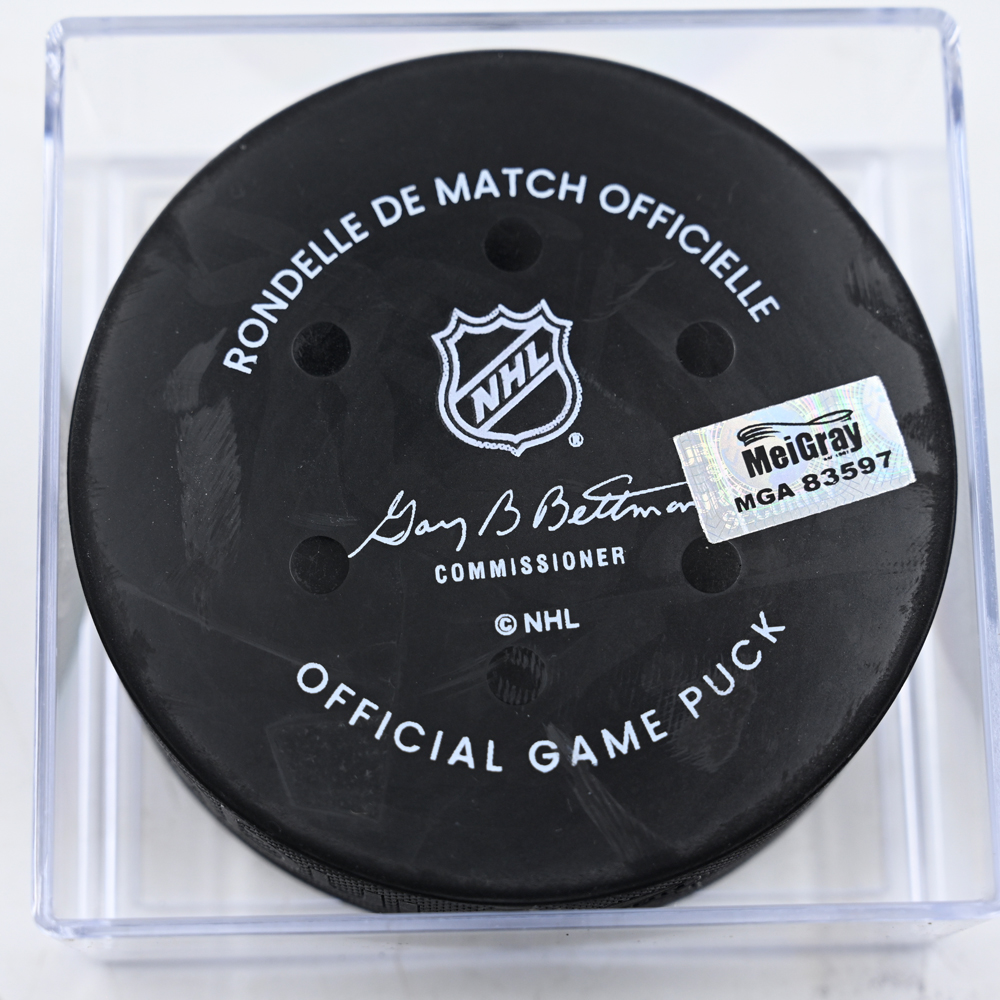 RONDELLE DE MATCH OFFICIELLE
NHL
®
MeiGray
MGA 83597
Gary B Bettman
COMMISSIONER
© NHL
OFFICIAL GAME PUCK